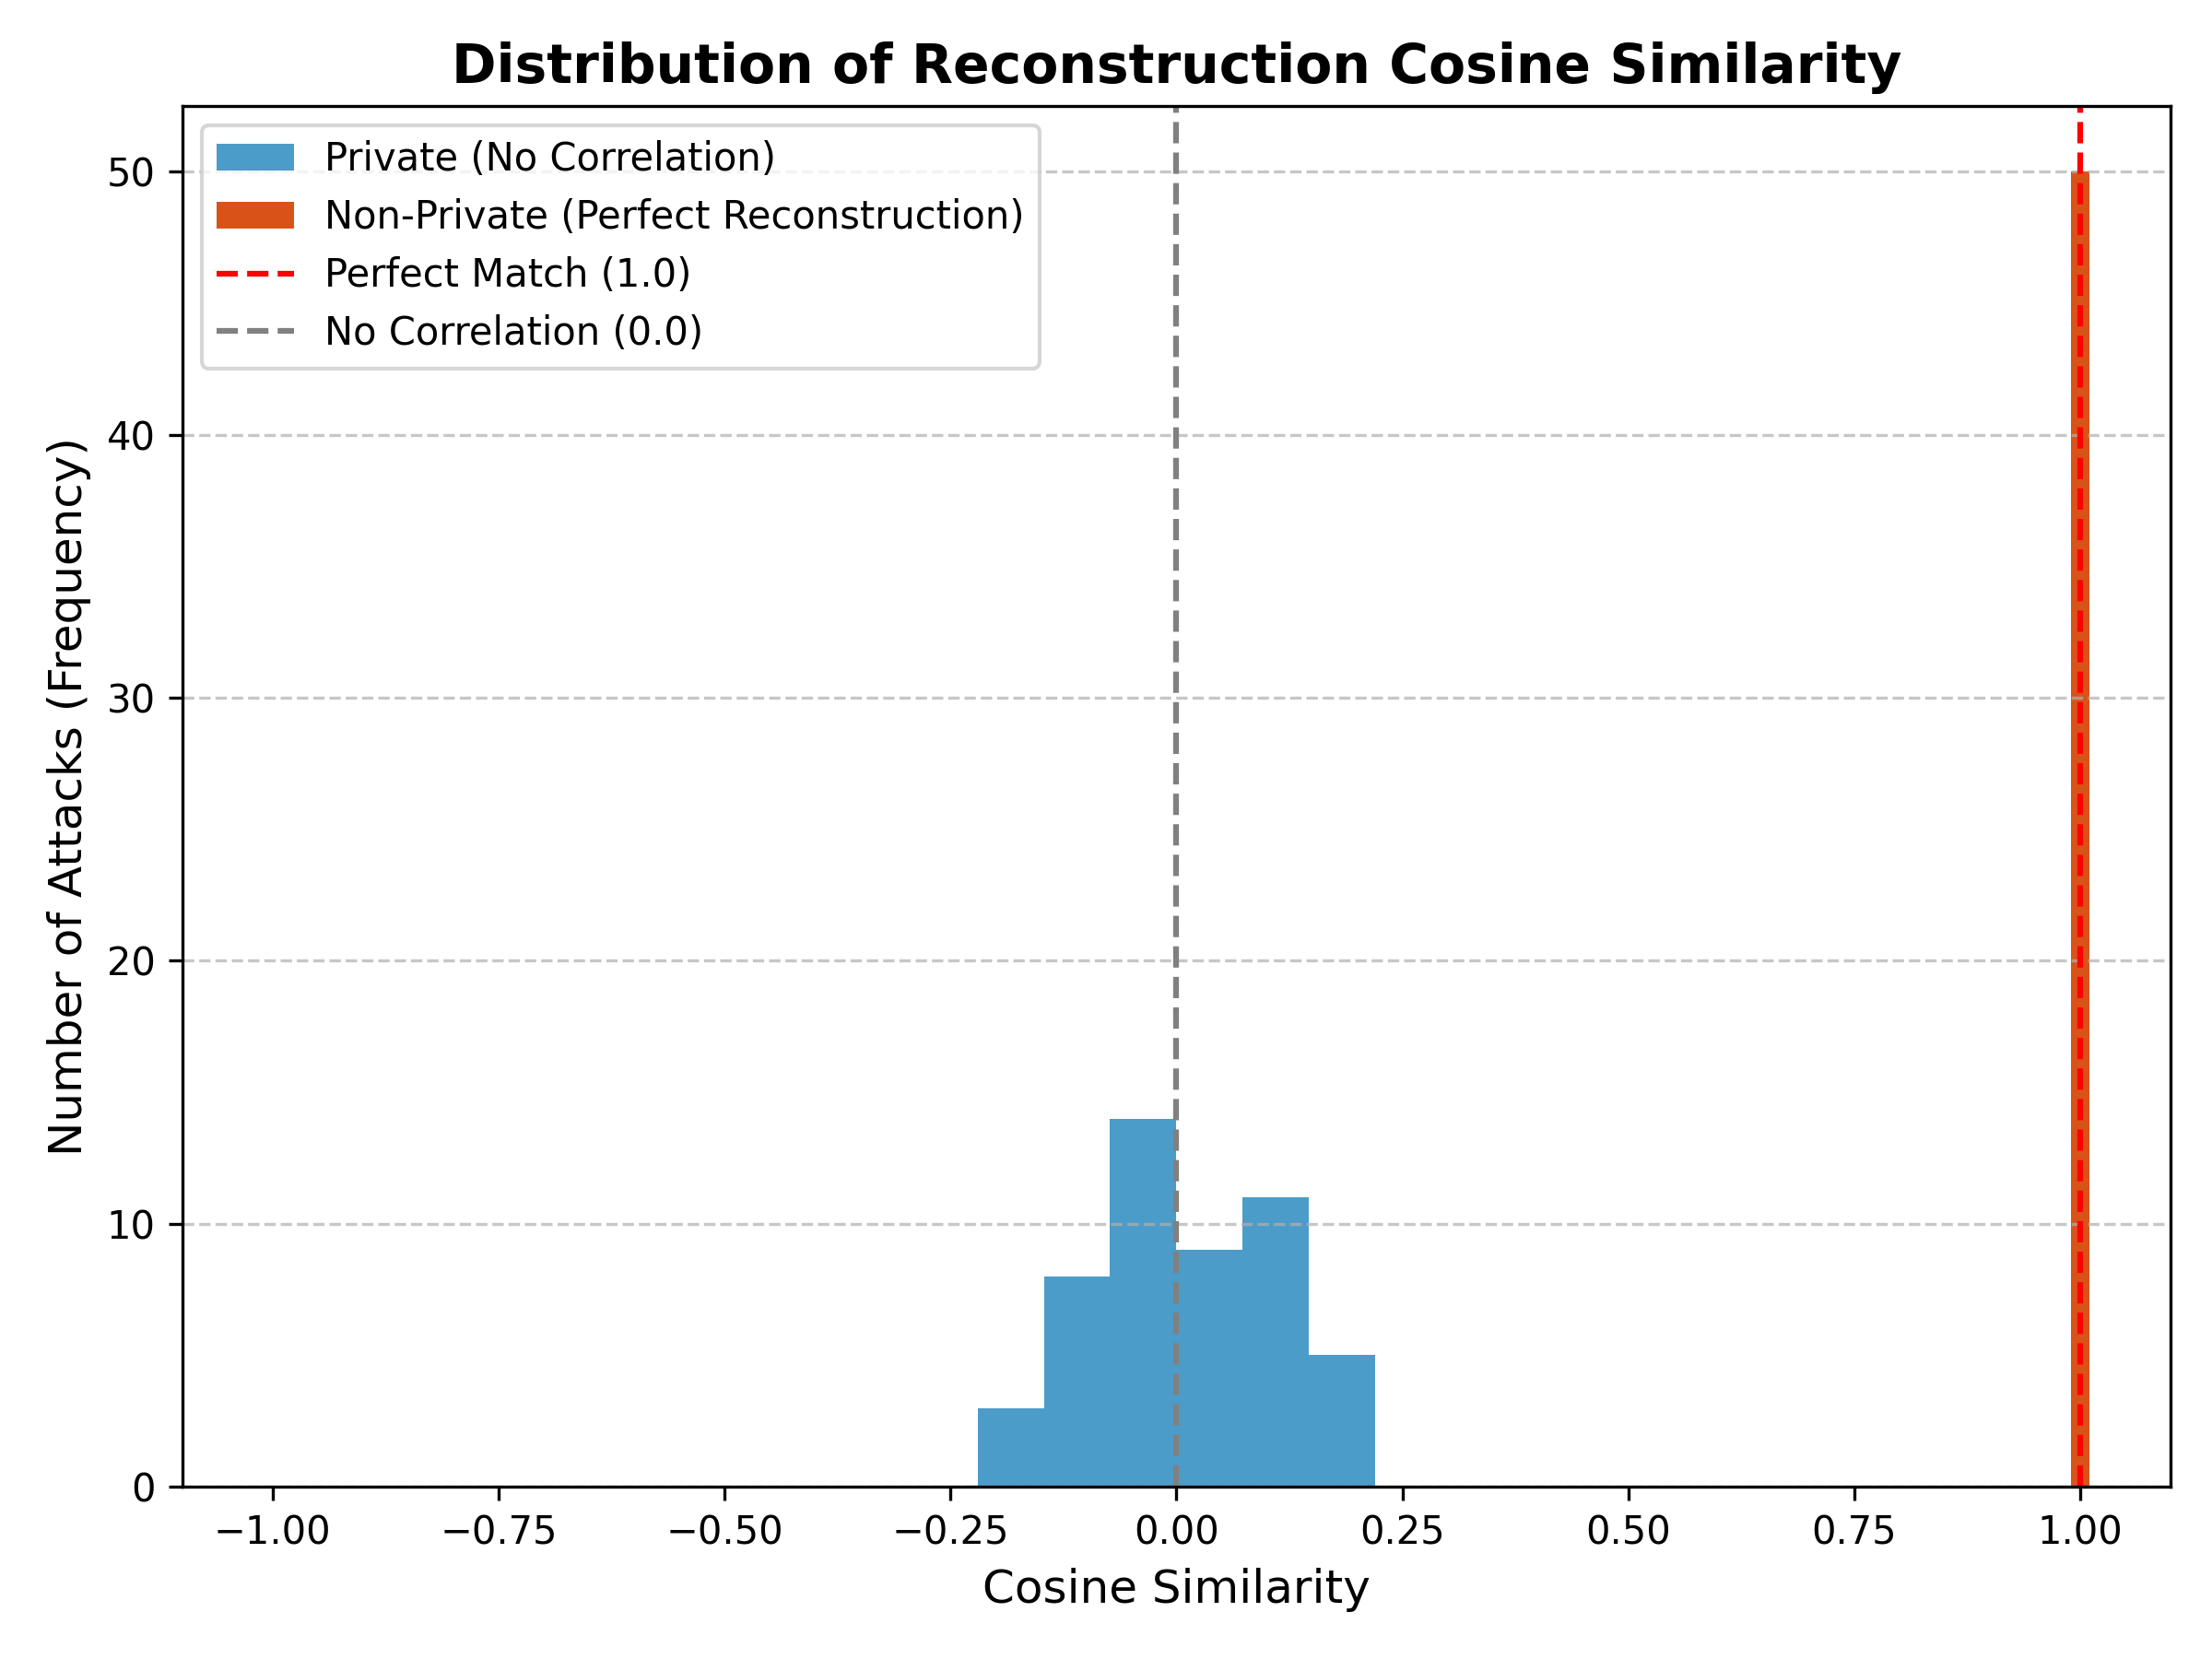 Distribution of Reconstruction Cosine Similarity
Private (No Correlation)
Non-Private (Perfect Reconstruction)
Perfect Match (1.0)
No Correlation (0.0)
Number of Attacks (Frequency)
50
40
30
20
10
0
−1.00 −0.75 −0.50 −0.25 0.00 0.25 0.50 0.75 1.00
Cosine Similarity